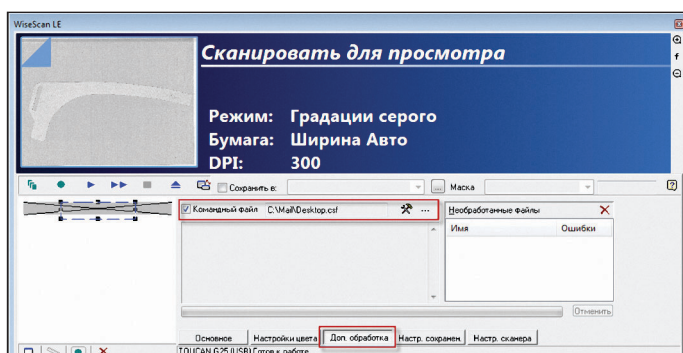 WiseScan LE
Сканировать для просмотра
Режим: Градации серого
Бумага: Ширина Авто
DPI: 300
Сохранить в: ... Маска
Командный файл C:\Mail\Desktop.csf ...
Необработанные файлы
Имя Ошибки
Отменить
Основное Настройки цвета Доп. обработка Настр. сохранен. Настр. сканера
TOUCAN G25 (USB) Готов к работе